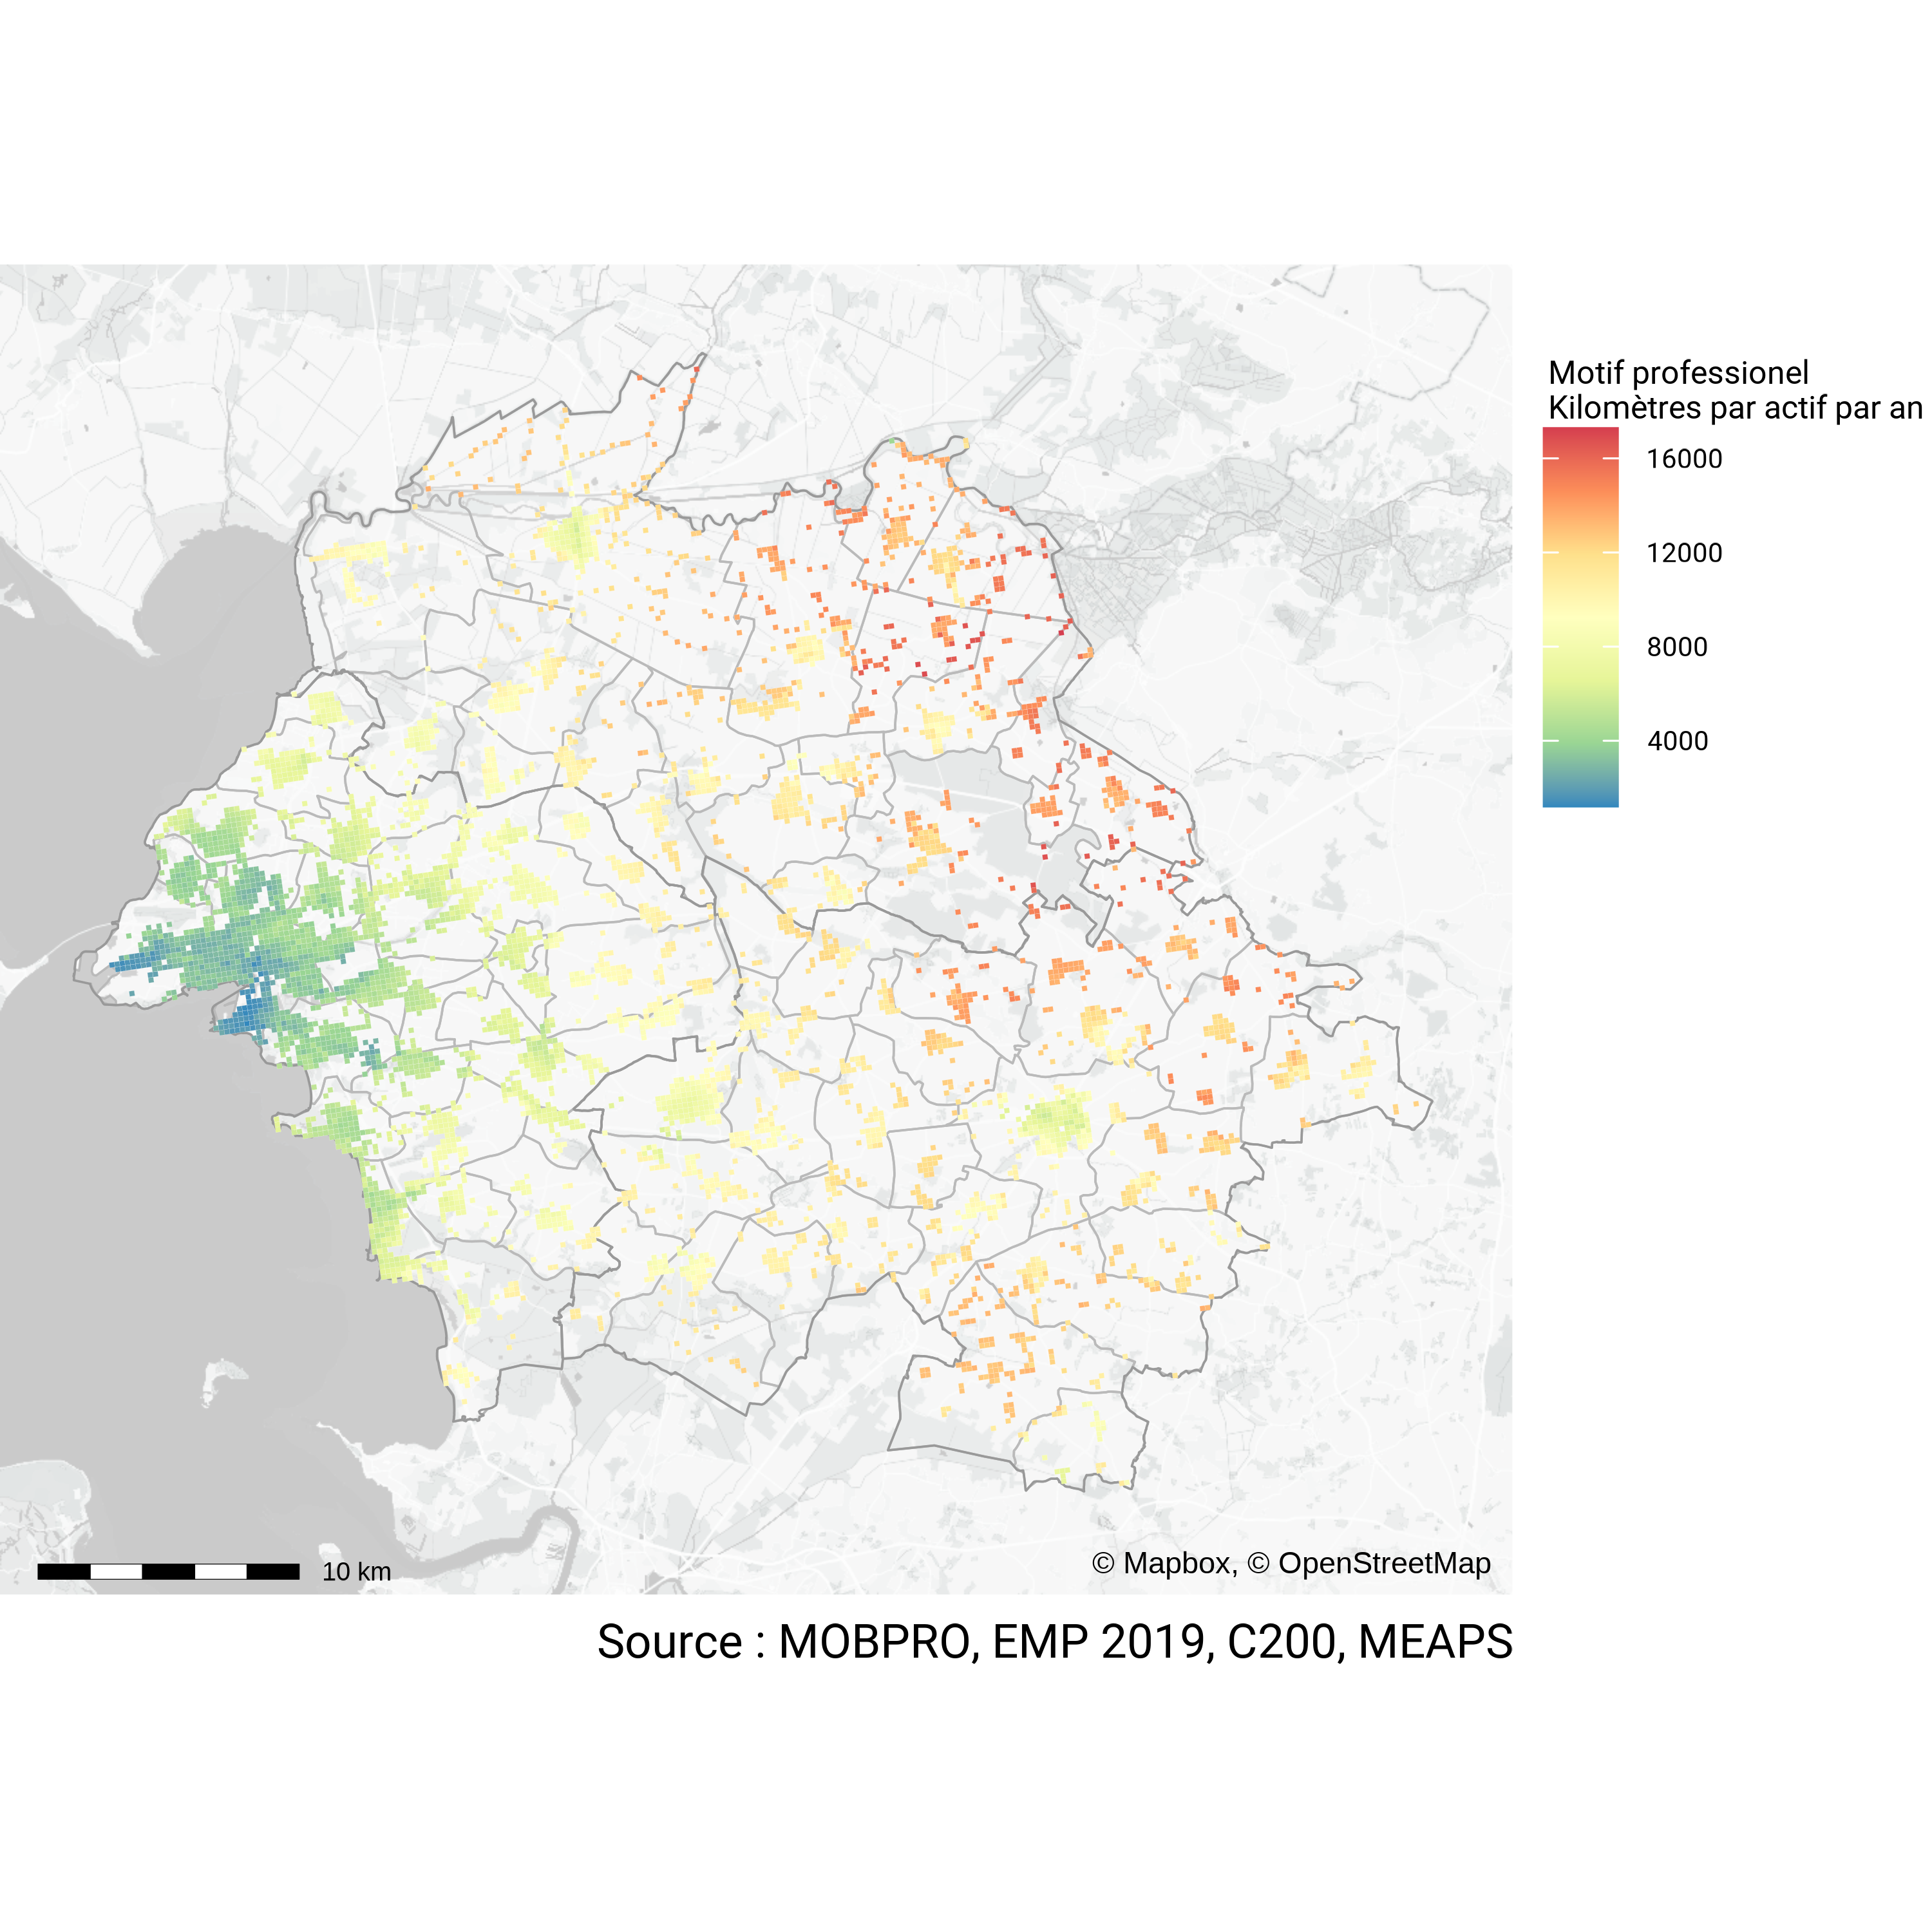 Motif professionel
Kilomètres par actif par an
16000
12000
8000
4000
10 km
© Mapbox, © OpenStreetMap
Source : MOBPRO, EMP 2019, C200, MEAPS